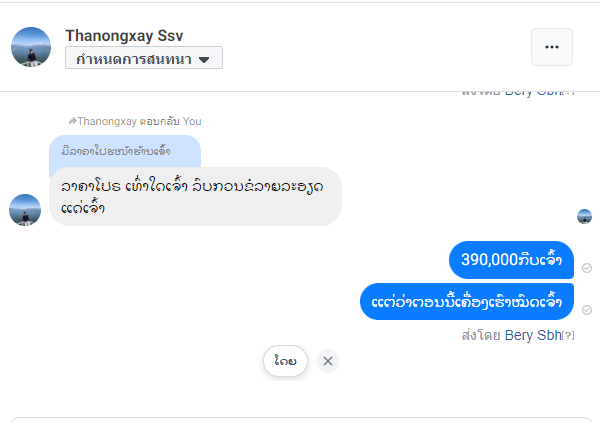 Thanongxay Ssv
กำหนดการสนทนา
ส่งโดย Bery Sbh[?]
Thanongxay ตอบกลับ You
ມີລາຄາໂປຣໜ້າຮ້ານເຈົ້າ
ລາຄາໂປຣ ເທົ່າໃດເຈົ້າ ລົບກວນຂໍລາຍລະອຽດ
ແດ່ເຈົ້າ
390,000ກີບເຈົ້າ
ແຕ່ວ່າຕອນນີ້ເຄື່ອງເຮົາໝົດເຈົ້າ
ส่งโดย Bery Sbh[?]
ໂດຍ